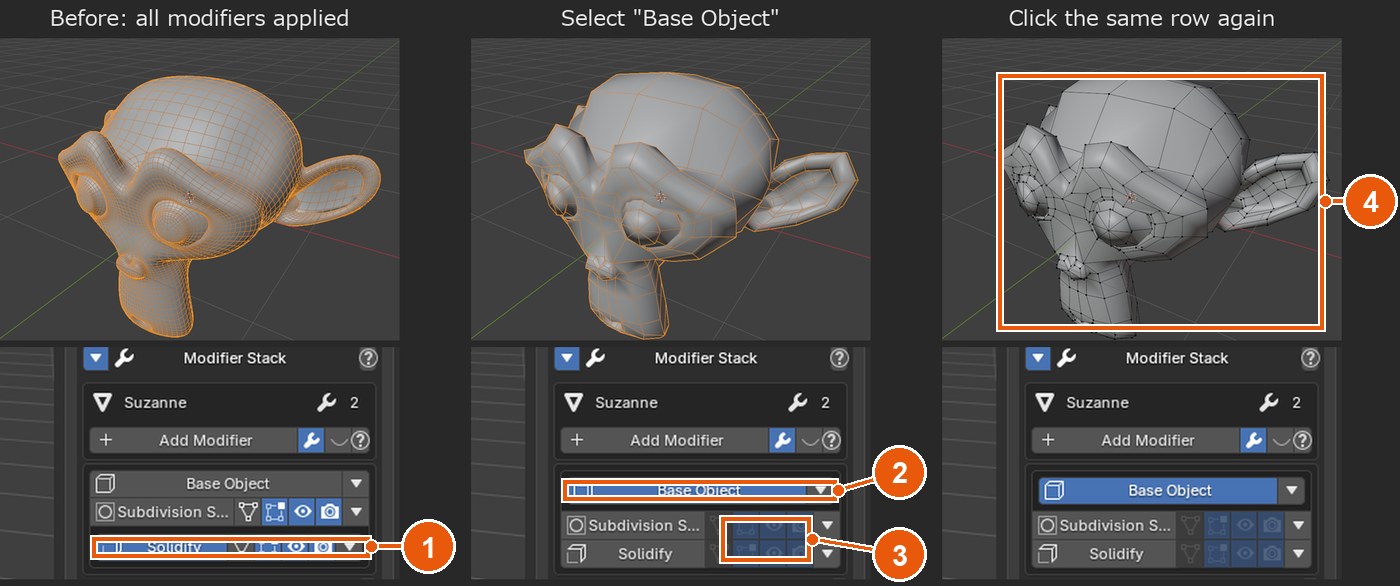 Before: all modifiers applied
Select "Base Object"
Click the same row again
4
Modifier Stack
Suzanne 2
+ Add Modifier
Base Object
Subdivision S...
Solidify
1
Modifier Stack
Suzanne 2
+ Add Modifier
Base Object
2
Subdivision S...
Solidify
3
Modifier Stack
Suzanne 2
+ Add Modifier
Base Object
Subdivision S...
Solidify